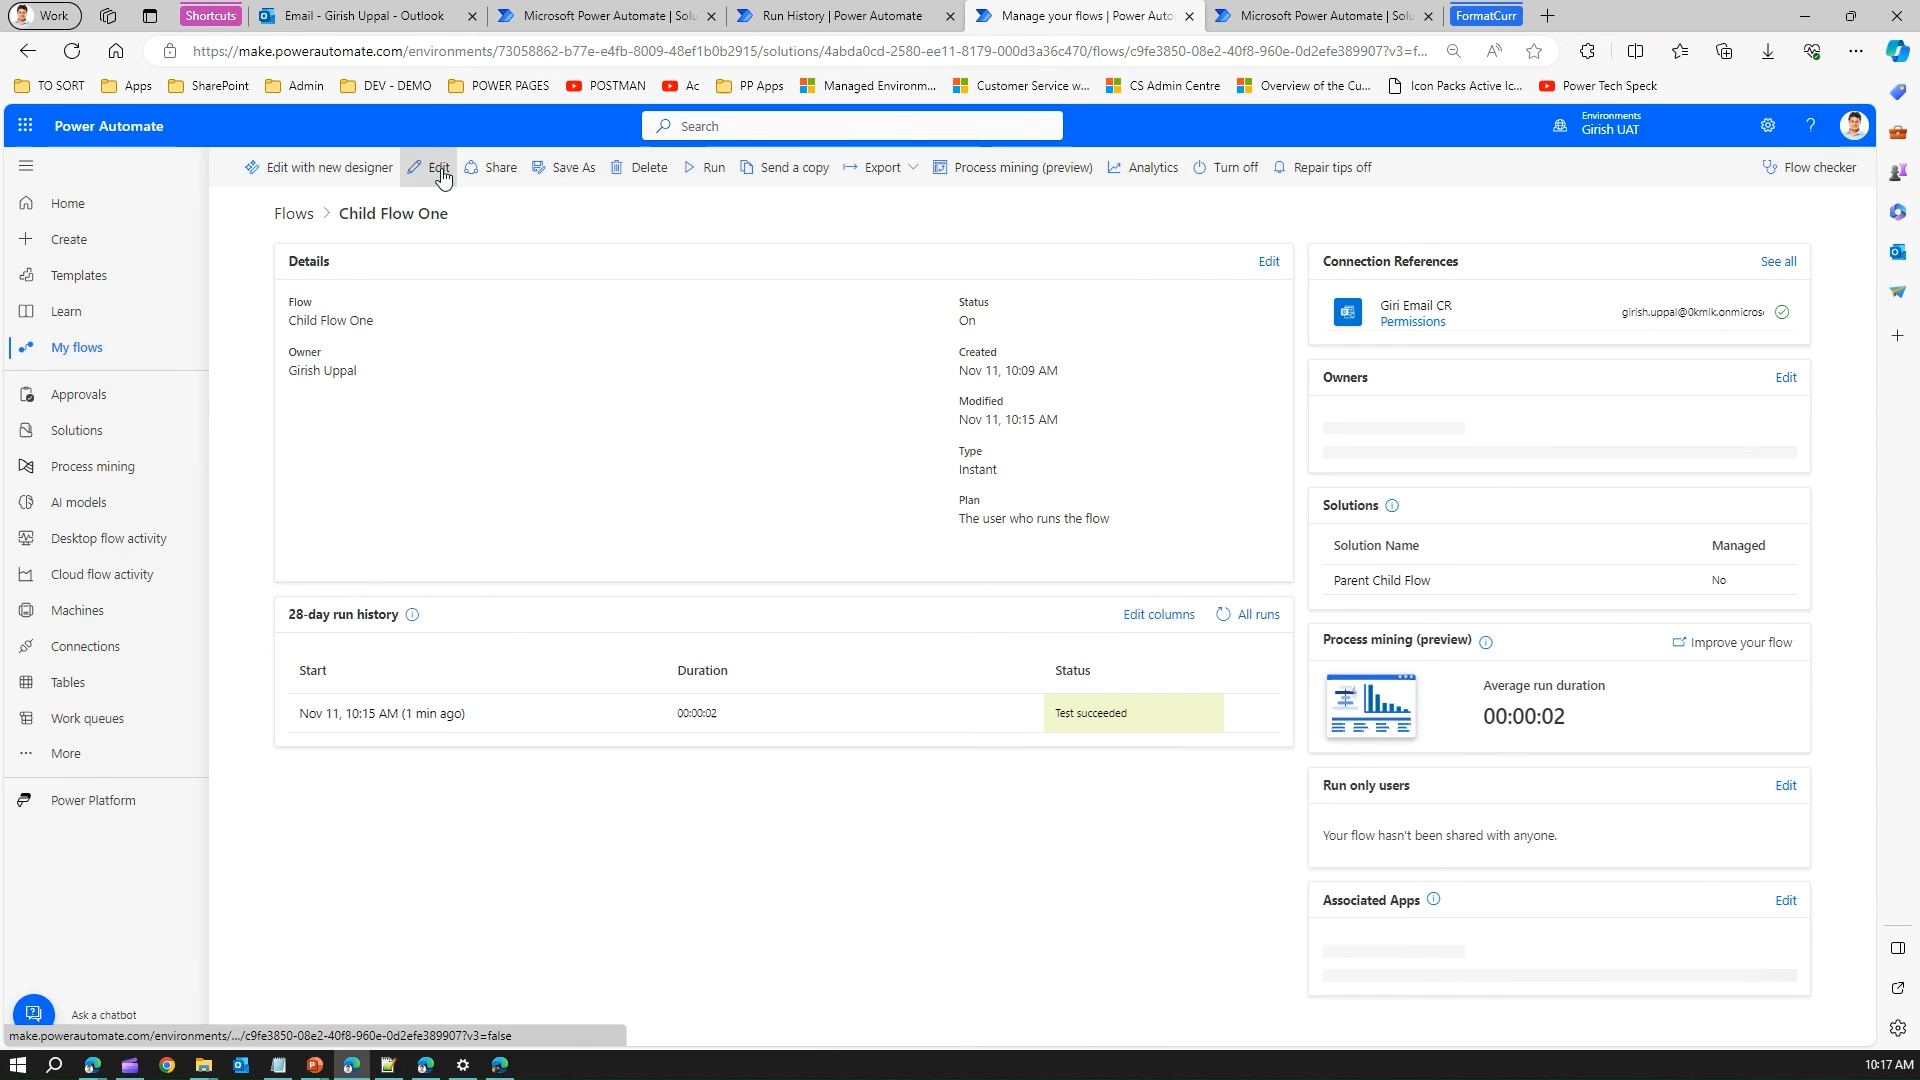 Work
Shortcuts
Email - Girish Uppal - Outlook
Microsoft Power Automate | Solu
Run History | Power Automate
Manage your flows | Power Auto
Microsoft Power Automate | Solu
FormatCurr
https://make.powerautomate.com/environments/73058862-b77e-e4fb-8009-48ef1b0b2915/solutions/4abda0cd-2580-ee11-8179-000d3a36c470/flows/c9fe3850-08e2-40f8-960e-0d2efe389907?v3=f...
TO SORT
Apps
SharePoint
Admin
DEV - DEMO
POWER PAGES
POSTMAN
Ac
PP Apps
Managed Environm...
Customer Service w...
CS Admin Centre
Overview of the Cu...
Icon Packs Active Ic...
Power Tech Speck
Power Automate
Search
Environments
Girish UAT
Edit with new designer
Edit
Share
Save As
Delete
Run
Send a copy
Export
Process mining (preview)
Analytics
Turn off
Repair tips off
Flow checker
Home
Create
Templates
Learn
My flows
Approvals
Solutions
Process mining
AI models
Desktop flow activity
Cloud flow activity
Machines
Connections
Tables
Work queues
More
Power Platform
Ask a chatbot
Flows > Child Flow One
Details
Edit
Flow
Child Flow One
Owner
Girish Uppal
Status
On
Created
Nov 11, 10:09 AM
Modified
Nov 11, 10:15 AM
Type
Instant
Plan
The user who runs the flow
28-day run history
Edit columns
All runs
Start
Duration
Status
Nov 11, 10:15 AM (1 min ago)
00:00:02
Test succeeded
Connection References
See all
Giri Email CR
Permissions
girish.uppal@0kmlk.onmicros
Owners
Edit
Solutions
Solution Name
Managed
Parent Child Flow
No
Process mining (preview)
Improve your flow
Average run duration
00:00:02
Run only users
Edit
Your flow hasn't been shared with anyone.
Associated Apps
Edit
make.powerautomate.com/environments/.../c9fe3850-08e2-40f8-960e-0d2efe389907?v3=false
10:17 AM